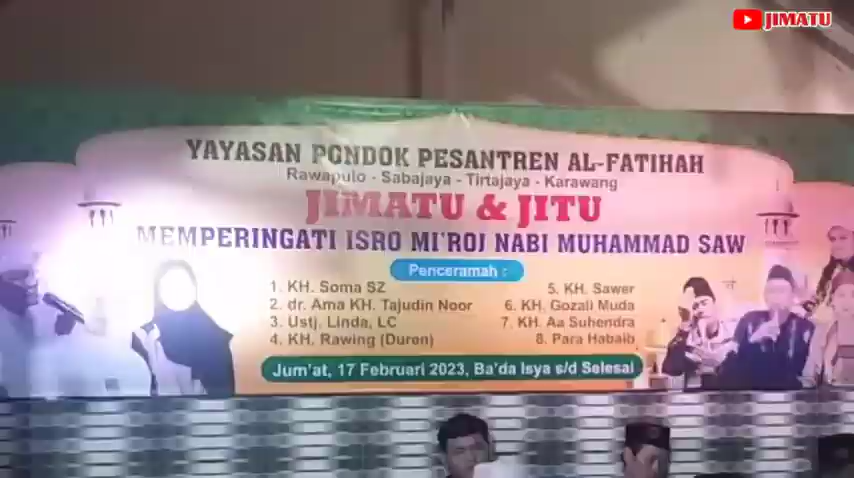 JIMATU
YAYASAN PONDOK PESANTREN AL-FATIHAH
Rawapulo - Sabajaya - Tirtajaya - Karawang
JIMATU & JITU
MEMPERINGATI ISRO MI'ROJ NABI MUHAMMAD SAW
Penceramah :
1. KH. Soma SZ
2. dr. Ama KH. Tajudin Noor
3. Ustj. Linda, LC
4. KH. Rawing (Duren)
5. KH. Sawer
6. KH. Gozali Muda
7. KH. Aa Suhendra
8. Para Habaib
Jum'at, 17 Februari 2023, Ba'da Isya s/d Selesai